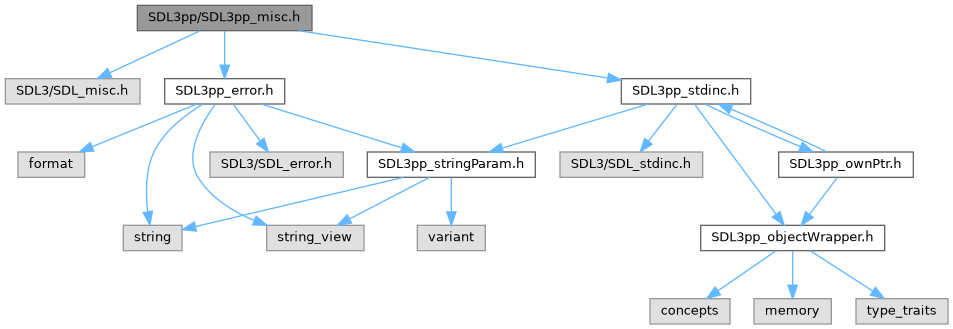 SDL3pp/SDL3pp_misc.h
SDL3/SDL_misc.h
SDL3pp_error.h
SDL3pp_stdinc.h
format
SDL3/SDL_error.h
SDL3pp_stringParam.h
SDL3/SDL_stdinc.h
SDL3pp_ownPtr.h
string
string_view
variant
SDL3pp_objectWrapper.h
concepts
memory
type_traits